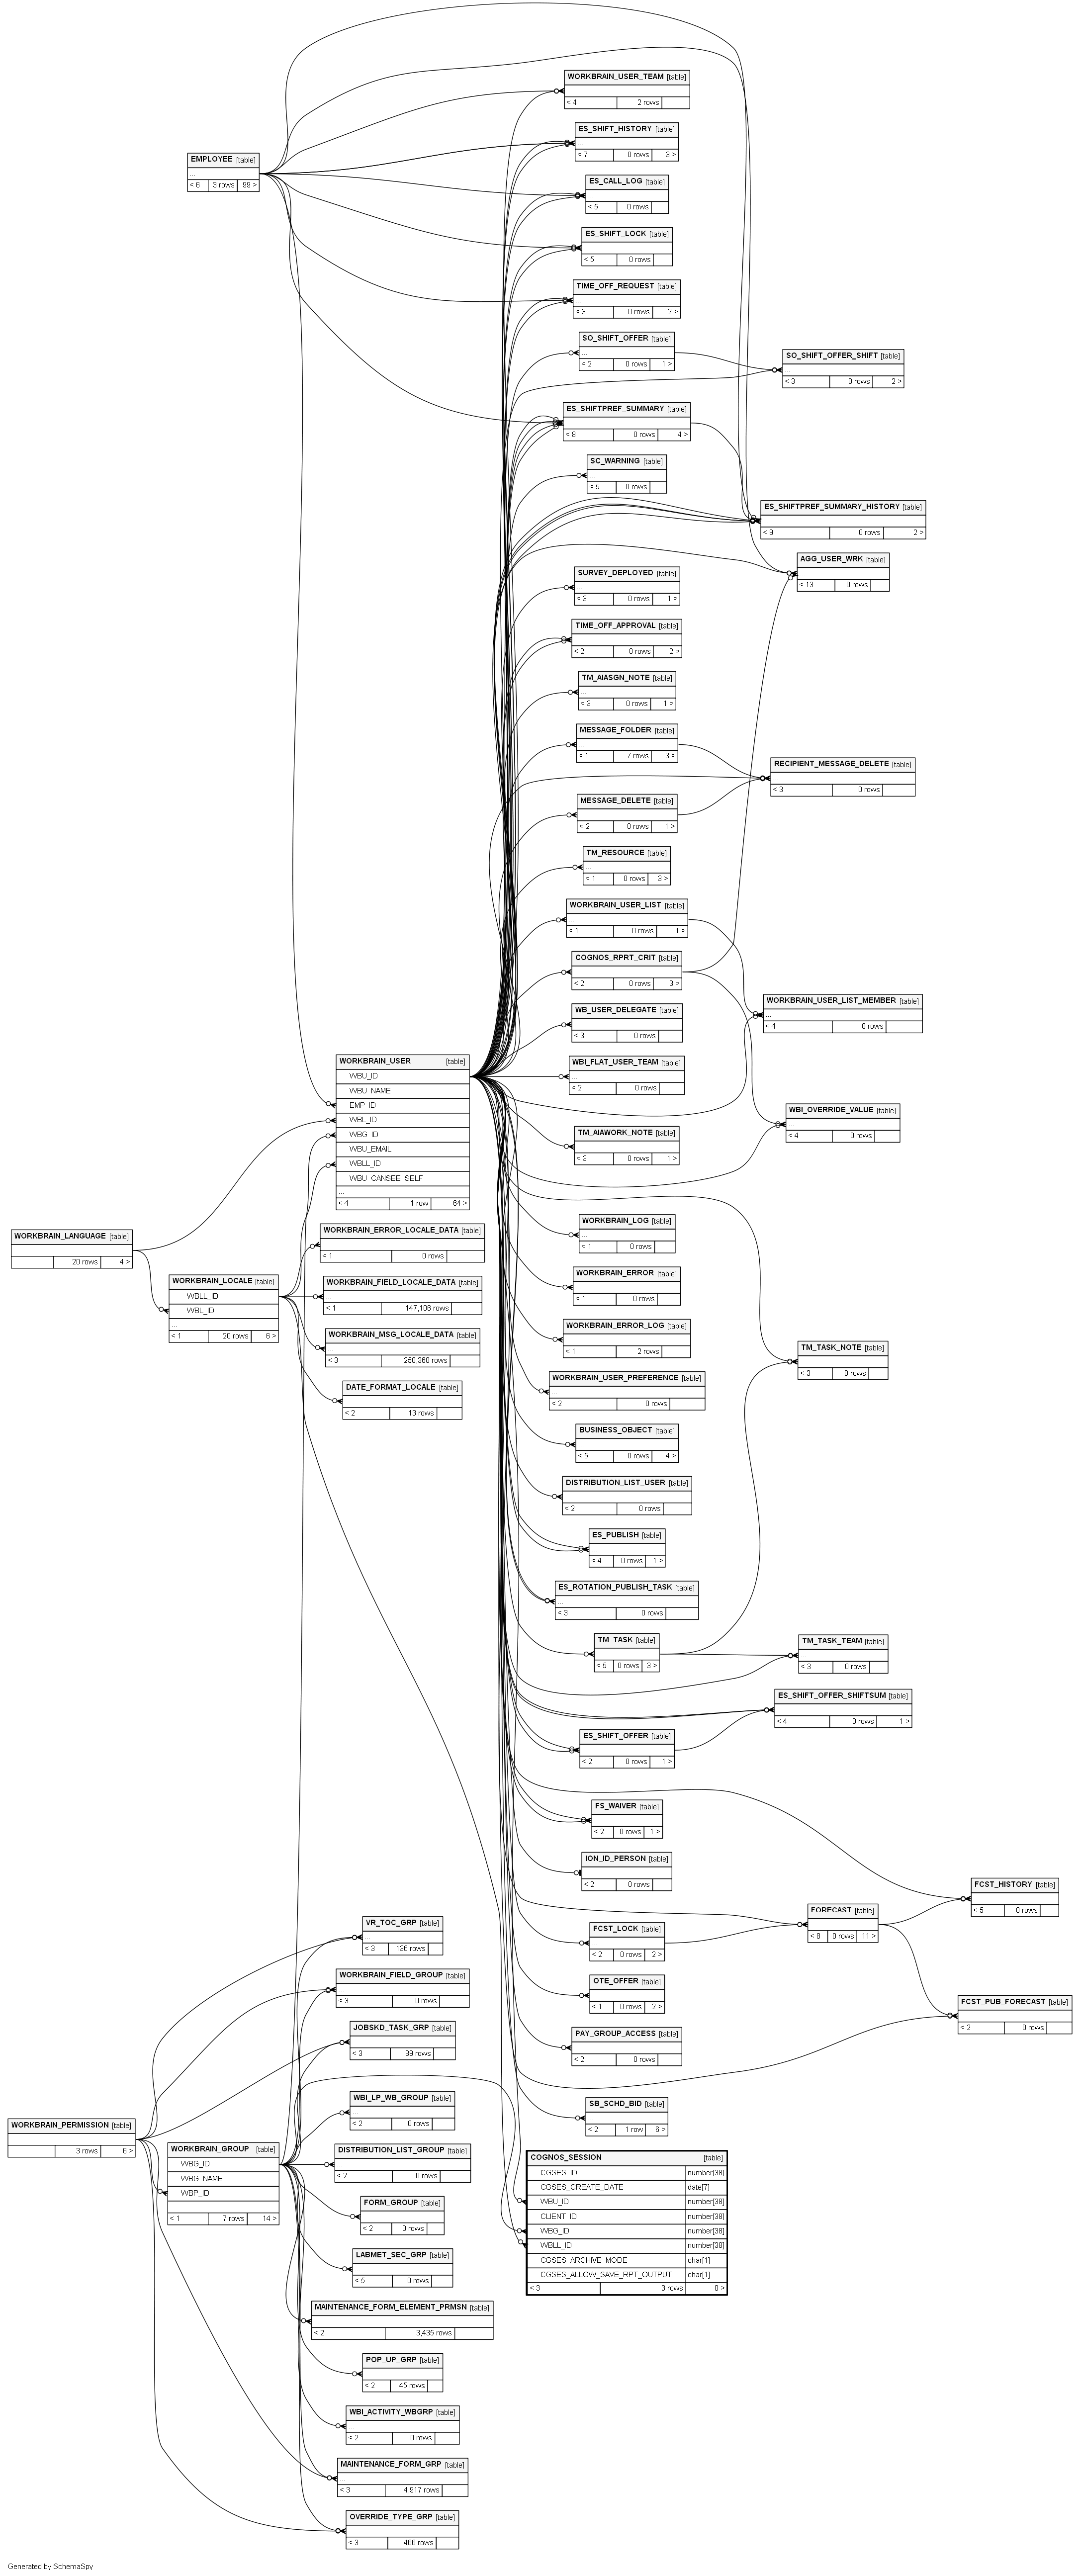 WORKBRAIN_USER_TEAM [table]
< 4 2 rows
ES_SHIFT_HISTORY [table]
...
< 7 0 rows 3 >
EMPLOYEE [table]
...
< 6 3 rows 99 >
ES_CALL_LOG [table]
...
< 5 0 rows
ES_SHIFT_LOCK [table]
< 5 0 rows
TIME_OFF_REQUEST [table]
...
< 3 0 rows 2 >
SO_SHIFT_OFFER [table]
...
< 2 0 rows 1 >
SO_SHIFT_OFFER_SHIFT [table]
...
< 3 0 rows 2 >
ES_SHIFTPREF_SUMMARY [table]
< 8 0 rows 4 >
SC_WARNING [table]
...
< 5 0 rows
ES_SHIFTPREF_SUMMARY_HISTORY [table]
...
< 9 0 rows 2 >
AGG_USER_WRK [table]
...
< 13 0 rows
SURVEY_DEPLOYED [table]
...
< 3 0 rows 1 >
TIME_OFF_APPROVAL [table]
< 2 0 rows 2 >
TM_AIASGN_NOTE [table]
...
< 3 0 rows 1 >
MESSAGE_FOLDER [table]
...
< 1 7 rows 3 >
RECIPIENT_MESSAGE_DELETE [table]
...
< 3 0 rows
MESSAGE_DELETE [table]
...
< 2 0 rows 1 >
TM_RESOURCE [table]
...
< 1 0 rows 3 >
WORKBRAIN_USER_LIST [table]
...
< 1 0 rows 1 >
COGNOS_RPRT_CRIT [table]
< 2 0 rows 3 >
WORKBRAIN_USER_LIST_MEMBER [table]
...
< 4 0 rows
WB_USER_DELEGATE [table]
...
< 3 0 rows
WORKBRAIN_USER [table]
WBU_ID
WBU_NAME
EMP_ID
WBL_ID
WBG_ID
WBU_EMAIL
WBLL_ID
WBU_CANSEE_SELF
...
< 4 1 row 64 >
WBI_FLAT_USER_TEAM [table]
...
< 2 0 rows
WBI_OVERRIDE_VALUE [table]
...
< 4 0 rows
TM_AIAWORK_NOTE [table]
< 3 0 rows 1 >
WORKBRAIN_LOG [table]
...
< 1 0 rows
WORKBRAIN_LANGUAGE [table]
20 rows 4 >
WORKBRAIN_ERROR_LOCALE_DATA [table]
< 1 0 rows
WORKBRAIN_LOCALE [table]
WBLL_ID
WBL_ID
...
< 1 20 rows 6 >
WORKBRAIN_FIELD_LOCALE_DATA [table]
...
< 1 147,106 rows
WORKBRAIN_ERROR [table]
...
< 1 0 rows
WORKBRAIN_MSG_LOCALE_DATA [table]
...
< 3 250,360 rows
WORKBRAIN_ERROR_LOG [table]
< 1 2 rows
TM_TASK_NOTE [table]
...
< 3 0 rows
DATE_FORMAT_LOCALE [table]
< 2 13 rows
WORKBRAIN_USER_PREFERENCE [table]
...
< 2 0 rows
BUSINESS_OBJECT [table]
...
< 5 0 rows 4 >
DISTRIBUTION_LIST_USER [table]
< 2 0 rows
ES_PUBLISH [table]
...
< 4 0 rows 1 >
ES_ROTATION_PUBLISH_TASK [table]
...
< 3 0 rows
TM_TASK [table]
< 5 0 rows 3 >
TM_TASK_TEAM [table]
...
< 3 0 rows
ES_SHIFT_OFFER_SHIFTSUM [table]
< 4 0 rows 1 >
ES_SHIFT_OFFER [table]
...
< 2 0 rows 1 >
FS_WAIVER [table]
...
< 2 0 rows 1 >
ION_ID_PERSON [table]
< 2 0 rows
FCST_HISTORY [table]
< 5 0 rows
FORECAST [table]
< 8 0 rows 11 >
VR_TOC_GRP [table]
...
< 3 136 rows
FCST_LOCK [table]
...
< 2 0 rows 2 >
WORKBRAIN_FIELD_GROUP [table]
...
< 3 0 rows
OTE_OFFER [table]
...
< 1 0 rows 2 >
FCST_PUB_FORECAST [table]
< 2 0 rows
JOBSKD_TASK_GRP [table]
< 3 89 rows
PAY_GROUP_ACCESS [table]
< 2 0 rows
WBI_LP_WB_GROUP [table]
...
< 2 0 rows
SB_SCHD_BID [table]
...
< 2 1 row 6 >
WORKBRAIN_PERMISSION [table]
3 rows 6 >
WORKBRAIN_GROUP [table]
WBG_ID
WBG_NAME
WBP_ID
< 1 7 rows 14 >
DISTRIBUTION_LIST_GROUP [table]
< 2 0 rows
COGNOS_SESSION [table]
CGSES_ID number[38]
CGSES_CREATE_DATE date[7]
WBU_ID number[38]
CLIENT_ID number[38]
WBG_ID number[38]
WBLL_ID number[38]
CGSES_ARCHIVE_MODE char[1]
CGSES_ALLOW_SAVE_RPT_OUTPUT char[1]
< 3 3 rows 0 >
FORM_GROUP [table]
< 2 0 rows
LABMET_SEC_GRP [table]
...
< 5 0 rows
MAINTENANCE_FORM_ELEMENT_PRMSN [table]
...
< 2 3,435 rows
POP_UP_GRP [table]
< 2 45 rows
WBI_ACTIVITY_WBGRP [table]
...
< 2 0 rows
MAINTENANCE_FORM_GRP [table]
...
< 3 4,917 rows
OVERRIDE_TYPE_GRP [table]
< 3 466 rows
Generated by SchemaSpy